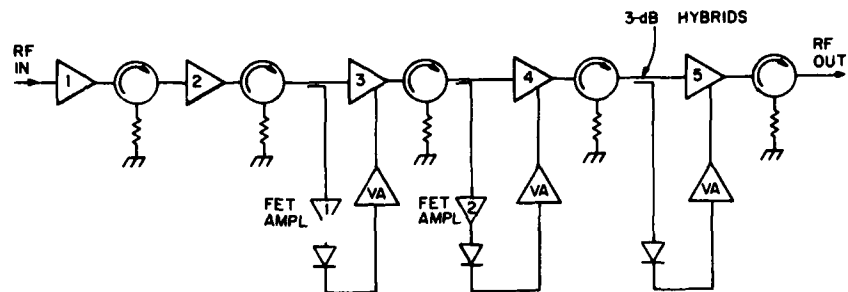 3-dB HYBRIDS
RF
IN
1
2
3
4
5
RF
OUT
FET
AMPL
1
VA
FET
AMPL
2
VA
VA